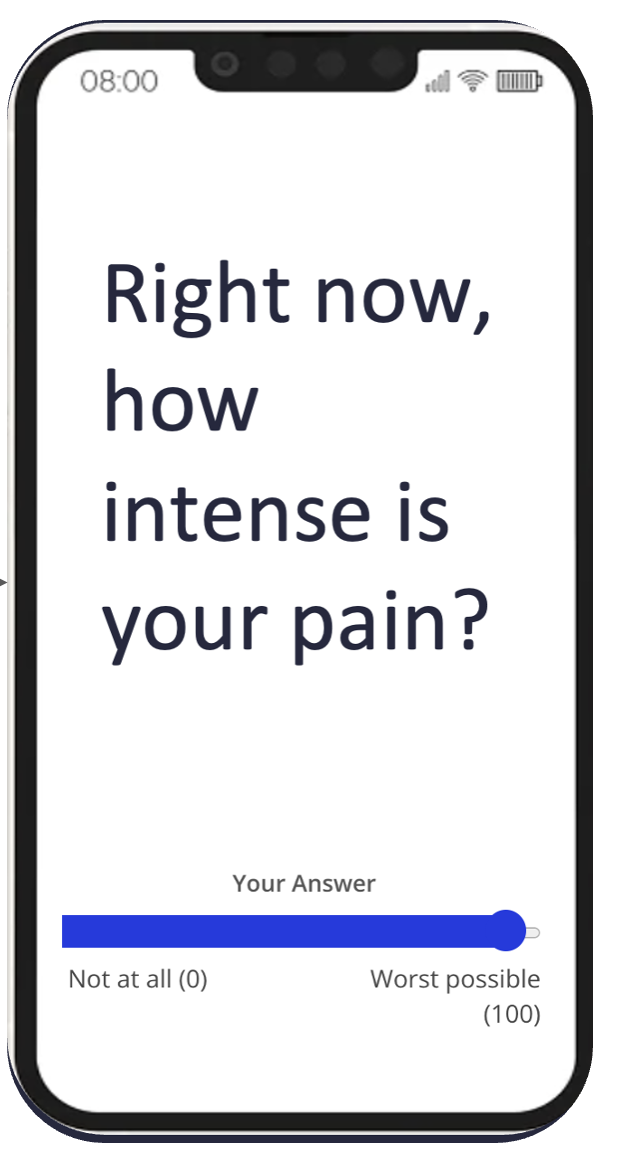 08:00
Right now,
how
intense is
your pain?
Your Answer
Not at all (0)
Worst possible
(100)